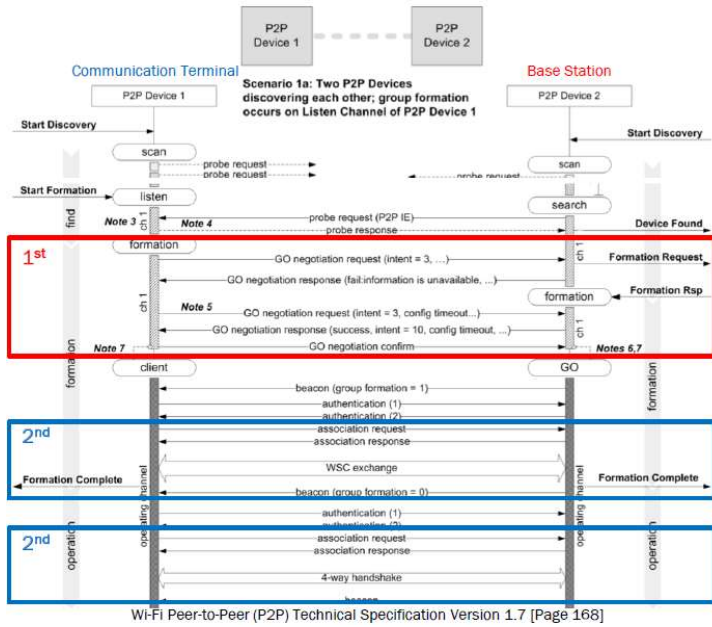 P2P
Device 1
P2P
Device 2
Communication Terminal
Base Station
Scenario 1a: Two P2P Devices
discovering each other; group formation
occurs on Listen Channel of P2P Device 1
P2P Device 1
P2P Device 2
Start Discovery
Start Discovery
scan
scan
probe request
probe request
probe request
Start Formation
listen
search
find
Note 3
ch 1
Note 4
probe request (P2P IE)
probe response
Device Found
1st
formation
ch 1
GO negotiation request (intent = 3, ...)
Formation Request
GO negotiation response (fail:information is unavailable, ...)
formation
Formation Rsp
ch 1
Note 5
GO negotiation request (intent = 3, config timeout...)
GO negotiation response (success, intent = 10, config timeout, ...)
ch 1
Note 7
GO negotiation confirm
Notes 6,7
formation
client
GO
formation
beacon (group formation = 1)
authentication (1)
authentication (2)
2nd
association request
association response
WSC exchange
Formation Complete
Formation Complete
operating channel
operating channel
beacon (group formation = 0)
authentication (1)
authentication (2)
2nd
operation
operation
association request
association response
4-way handshake
beacon
Wi-Fi Peer-to-Peer (P2P) Technical Specification Version 1.7 [Page 168]